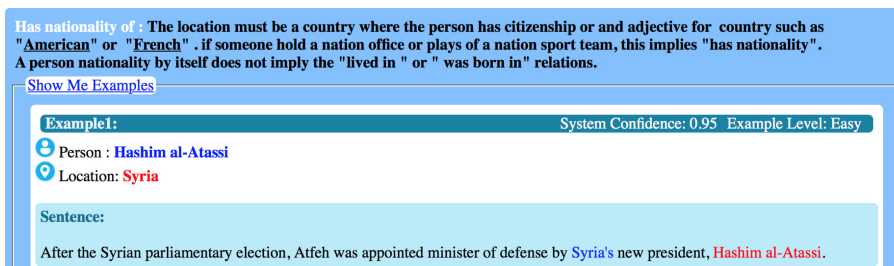 Has nationality of : The location must be a country where the person has citizenship or and adjective for country such as
"American" or "French" . if someone hold a nation office or plays of a nation sport team, this implies "has nationality".
A person nationality by itself does not imply the "lived in " or " was born in" relations.
Show Me Examples
Example1: System Confidence: 0.95 Example Level: Easy
Person : Hashim al-Atassi
Location: Syria
Sentence:
After the Syrian parliamentary election, Atfeh was appointed minister of defense by Syria's new president, Hashim al-Atassi.